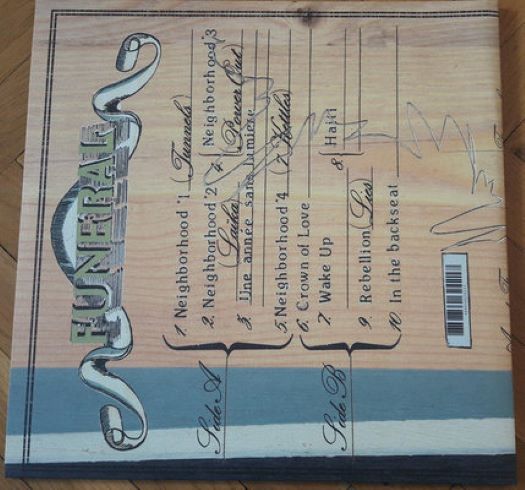 FUNERAL
Side A
1. Neighborhood #1 (Tunnels)
2. Neighborhood #2
(Laïka)
3. Une année sans lumière
4. Neighborhood #3
(Power Out)
5. Neighborhood #4 (7 Kettles)
Side B
6. Crown of Love
7. Wake Up
8. Haïti
9. Rebellion (Lies)
10. In the backseat